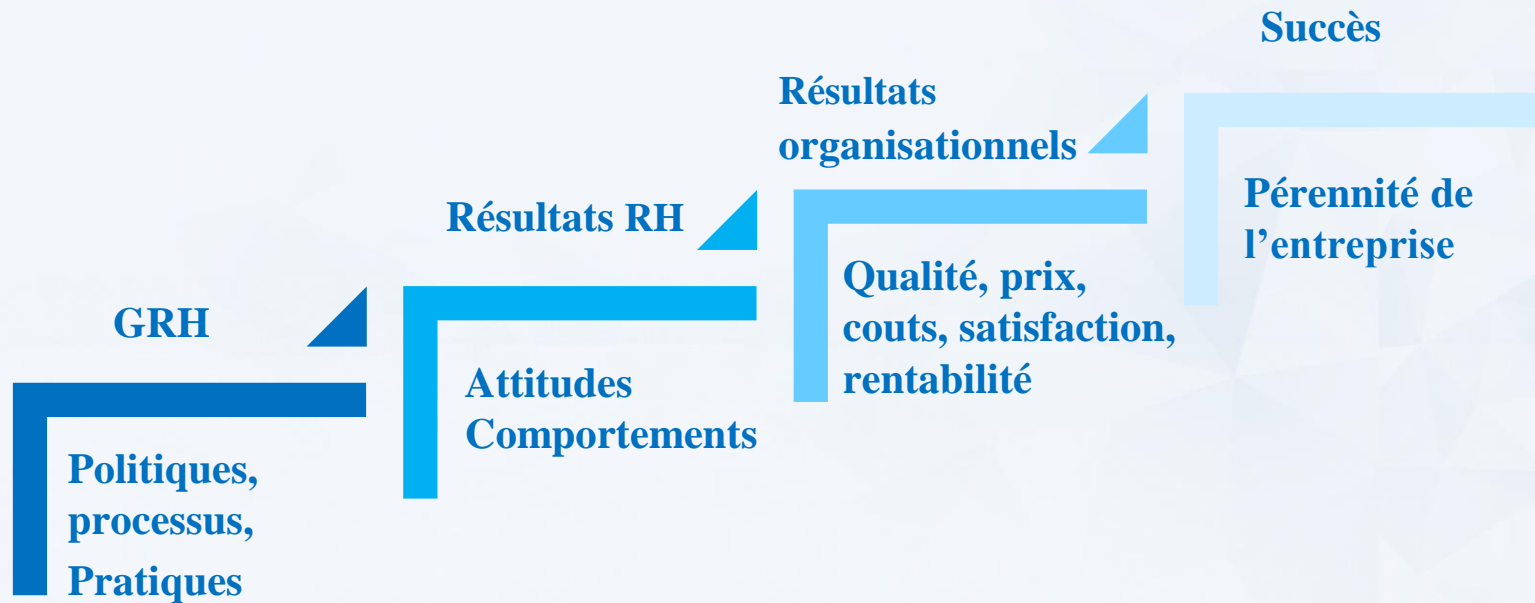 GRH
Politiques,
processus,
Pratiques
Résultats RH
Attitudes
Comportements
Résultats
organisationnels
Qualité, prix,
couts, satisfaction,
rentabilité
Succès
Pérennité de
l’entreprise